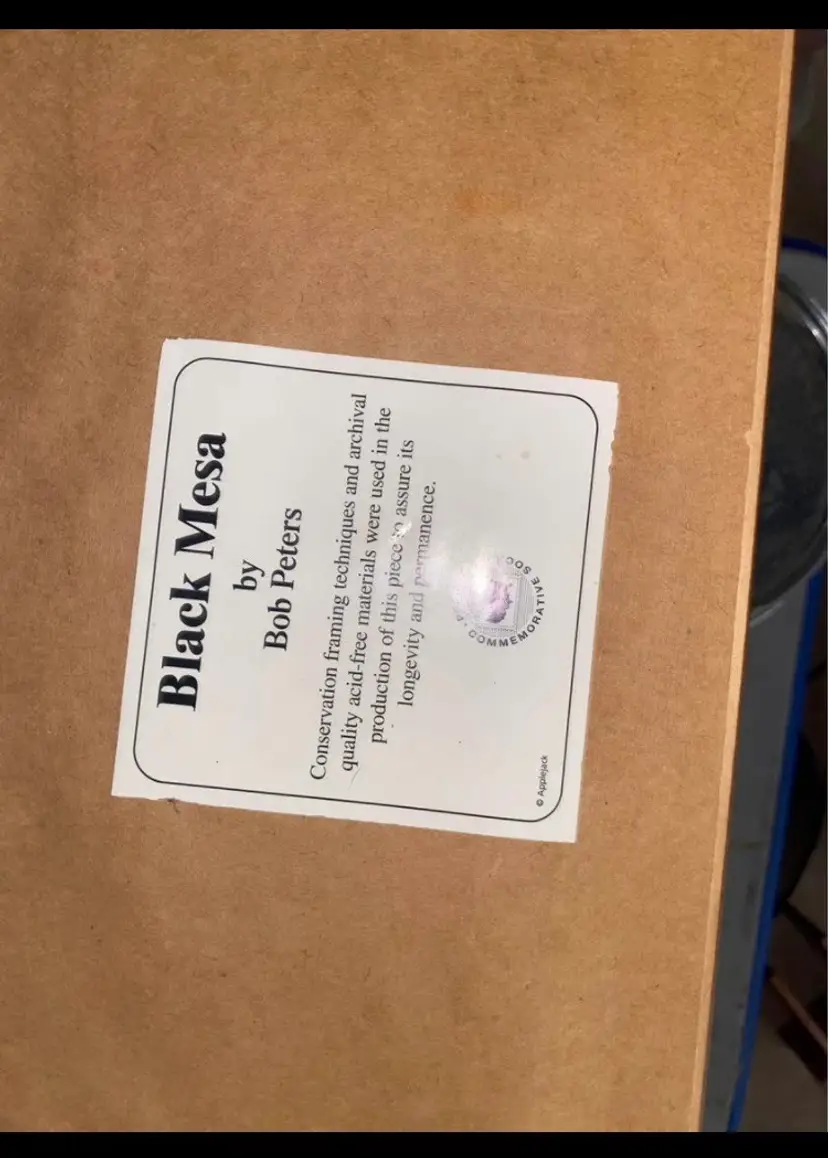 Black Mesa
by
Bob Peters
Conservation framing techniques and archival
quality acid-free materials were used in the
production of this piece to assure its
longevity and permanence.
COMMEMORATIVE
© Applejack